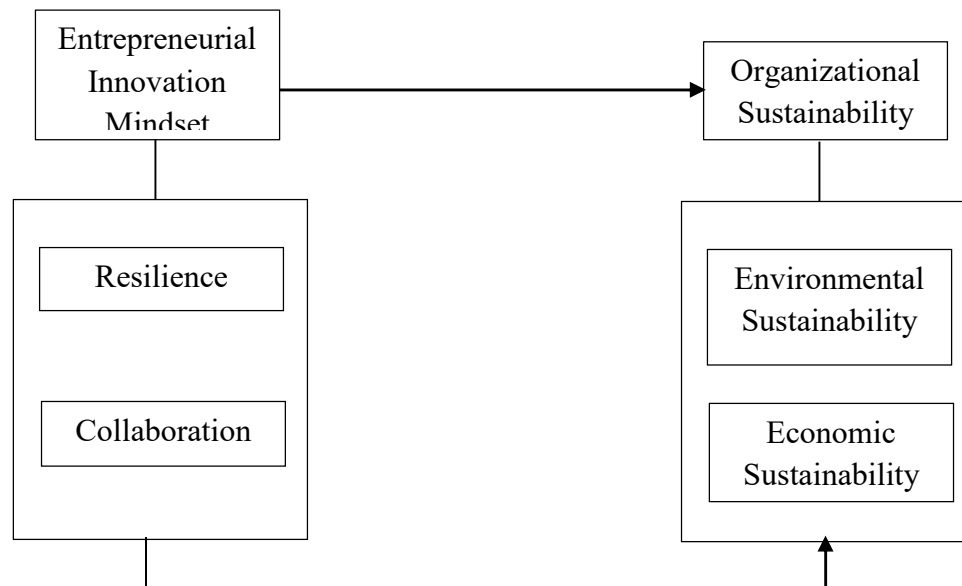 Entrepreneurial
Innovation
Mindset
Organizational
Sustainability
Resilience
Collaboration
Environmental
Sustainability
Economic
Sustainability